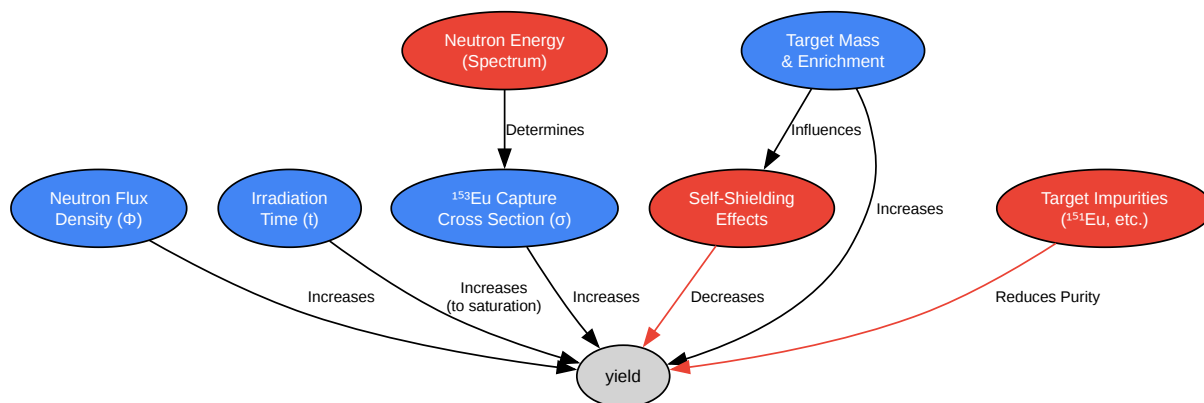 Neutron Energy
(Spectrum)
Target Mass
& Enrichment
Determines
Influences
Neutron Flux
Density (Φ)
Irradiation
Time (t)
¹⁵³Eu Capture
Cross Section (σ)
Self-Shielding
Effects
Increases
Target Impurities
(¹⁵¹Eu, etc.)
Increases
Increases
(to saturation)
Increases
Decreases
Reduces Purity
yield